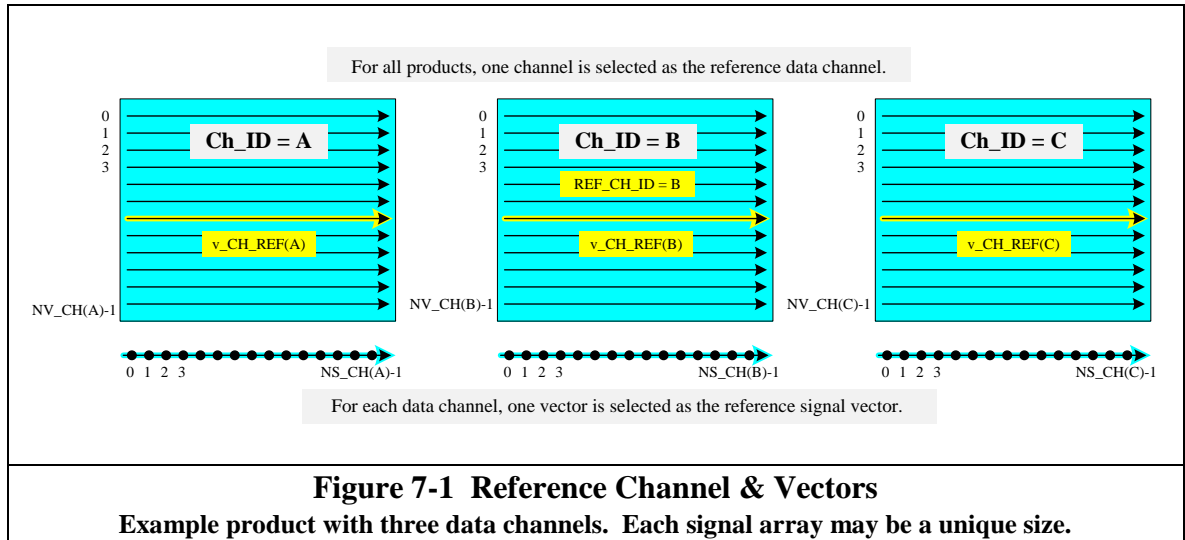 For all products, one channel is selected as the reference data channel.
0
1
2
3
Ch_ID = A
v_CH_REF(A)
NV_CH(A)-1
0 1 2 3 NS_CH(A)-1
0
1
2
3
Ch_ID = B
REF_CH_ID = B
v_CH_REF(B)
NV_CH(B)-1
0 1 2 3 NS_CH(B)-1
0
1
2
3
Ch_ID = C
v_CH_REF(C)
NV_CH(C)-1
0 1 2 3 NS_CH(C)-1
For each data channel, one vector is selected as the reference signal vector.
Figure 7-1 Reference Channel & Vectors
Example product with three data channels. Each signal array may be a unique size.